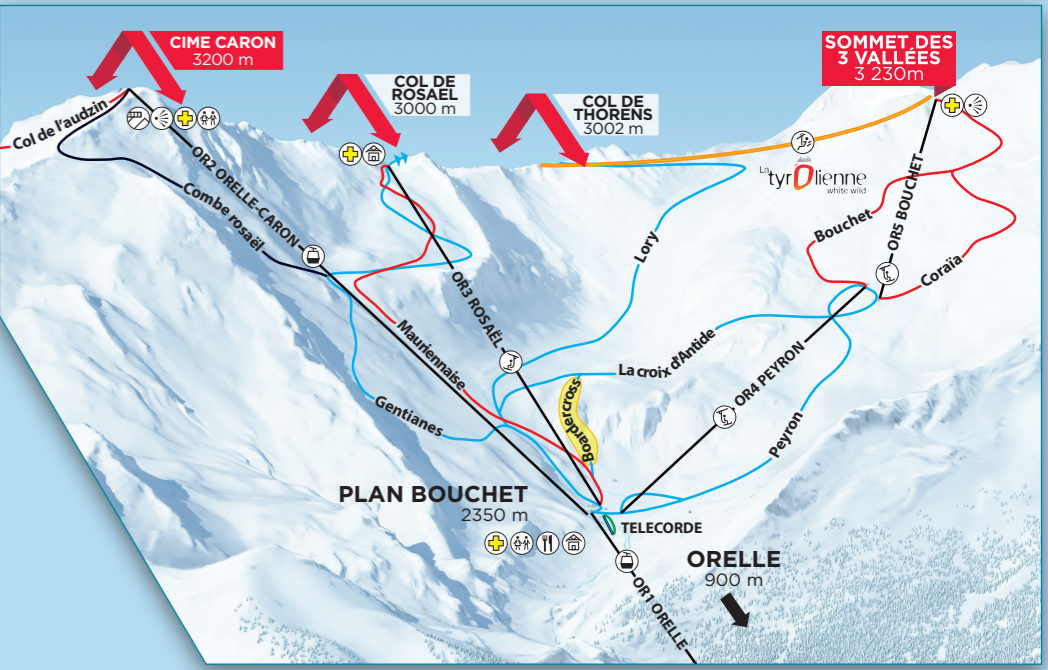 CIME CARON
3200 m
COL DE
ROSAEL
3000 m
COL DE
THORENS
3002 m
SOMMET DES
3 VALLÉES
3 230m
Col de l'audzin
OR2 ORELLE-CARON
Combe rosaël
La
tyrOlienne
white wild
Lory
Bouchet
OR5 BOUCHET
Coraïa
OR3 ROSAËL
Mauriennaise
La croix d'Antide
OR4 PEYRON
Gentianes
Boardercross
Peyron
PLAN BOUCHET
2350 m
TELECORDE
ORELLE
900 m
OR1 ORELLE